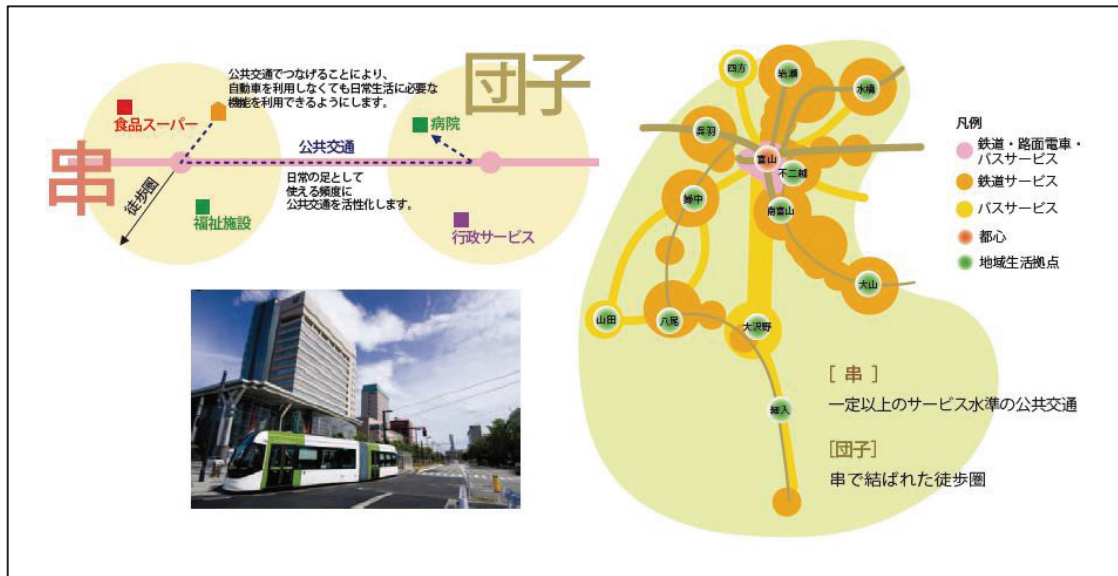 団子
公共交通でつなげることにより、
自動車を利用しなくても日常生活に必要な
機能を利用できるようにします。
食品スーパー
病院
串
公共交通
徒歩圏
日常の足として
使える頻度に
公共交通を活性化します。
福祉施設
行政サービス
四方
岩瀬
水橋
呉羽
富山
不二越
婦中
南富山
大山
山田
八尾
大沢野
細入
凡例
鉄道・路面電車・
バスサービス
鉄道サービス
バスサービス
都心
地域生活拠点
[ 串 ]
一定以上のサービス水準の公共交通
[団子]
串で結ばれた徒歩圏